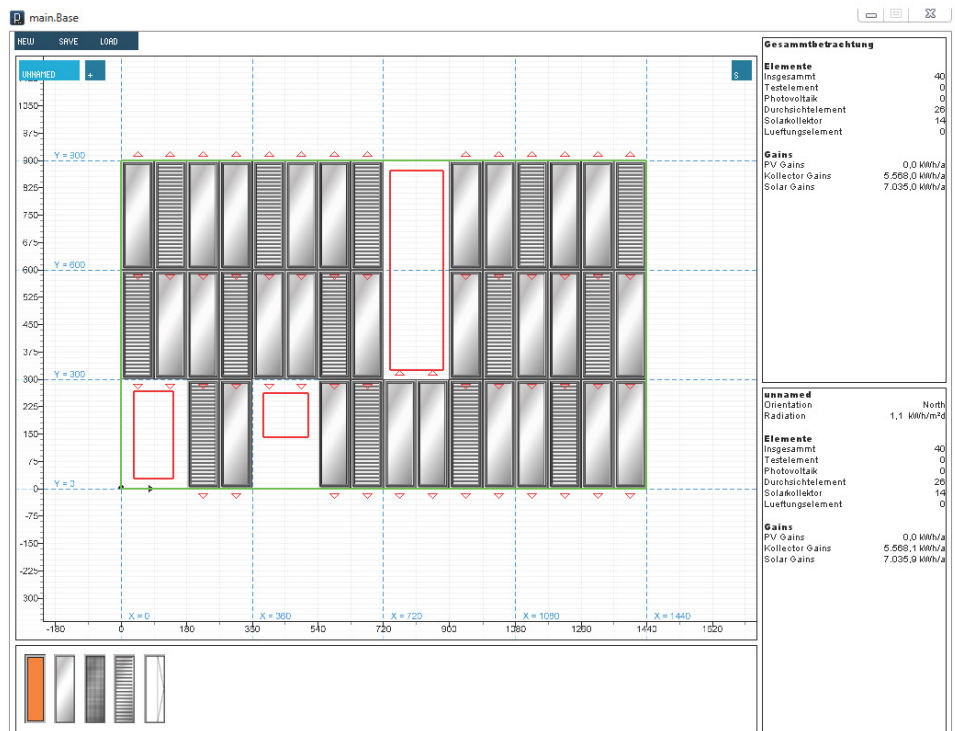 main.Base
NEW SAVE LOAD
UNNAMED + S
1050
975
900 Y = 900
825
750
675
600 Y = 600
525
450
375
300 Y = 300
225
150
75
0 Y = 0
-75
-150
-225
300
X = 0 X = 360 X = 720 X = 1080 X = 1440
-180 0 180 360 540 720 900 1080 1260 1440 1620
Gesammtbetrachtung
Elemente
Insgesammt 40
Testelement 0
Photovoltaik 0
Durchsichtelement 26
Solarkollektor 14
Lueftungselement 0
Gains
PV Gains 0,0 kWh/a
Kollector Gains 5.568,0 kWh/a
Solar Gains 7.035,0 kWh/a
unnamed
Orientation North
Radiation 1,1 kWh/m²d
Elemente
Insgesammt 40
Testelement 0
Photovoltaik 0
Durchsichtelement 26
Solarkollektor 14
Lueftungselement 0
Gains
PV Gains 0,0 kWh/a
Kollector Gains 5.568,1 kWh/a
Solar Gains 7.035,9 kWh/a